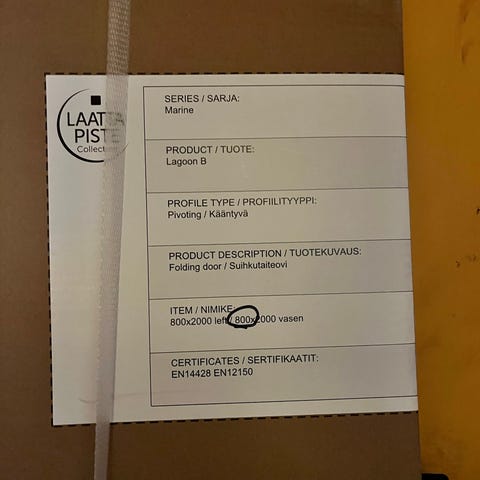 LAATTA
PISTE
Collection
SERIES / SARJA:
Marine
PRODUCT / TUOTE:
Lagoon B
PROFILE TYPE / PROFIILITYYPPI:
Pivoting / Kääntyvä
PRODUCT DESCRIPTION / TUOTEKUVAUS:
Folding door / Suihkutaiteovi
ITEM / NIMIKE:
800x2000 left / 800x2000 vasen
CERTIFICATES / SERTIFIKAATIT:
EN14428 EN12150